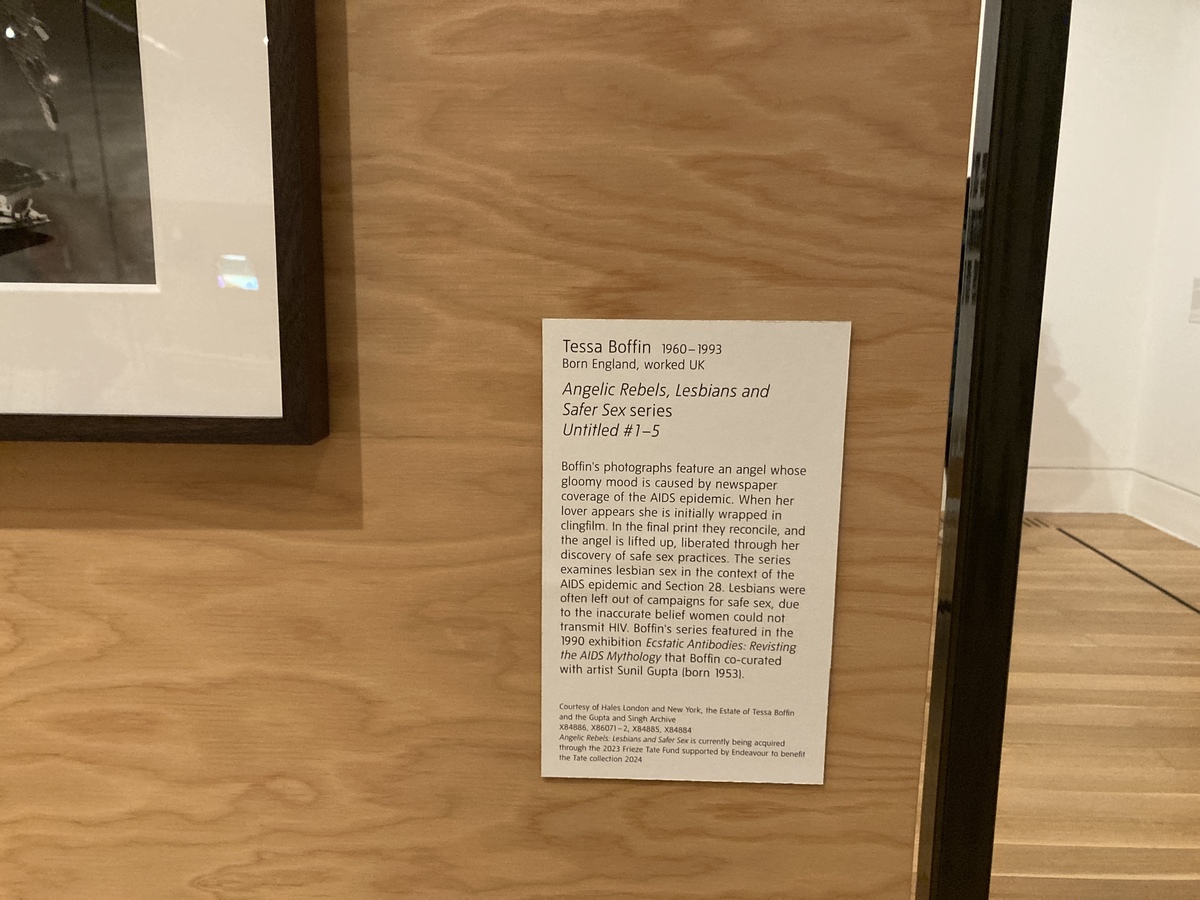 Tessa Boffin 1960–1993
Born England, worked UK
Angelic Rebels, Lesbians and
Safer Sex series
Untitled #1–5
Boffin's photographs feature an angel whose
gloomy mood is caused by newspaper
coverage of the AIDS epidemic. When her
lover appears she is initially wrapped in
clingfilm. In the final print they reconcile, and
the angel is lifted up, liberated through her
discovery of safe sex practices. The series
examines lesbian sex in the context of the
AIDS epidemic and Section 28. Lesbians were
often left out of campaigns for safe sex, due
to the inaccurate belief women could not
transmit HIV. Boffin's series featured in the
1990 exhibition Ecstatic Antibodies: Revisting
the AIDS Mythology that Boffin co-curated
with artist Sunil Gupta (born 1953).
Courtesy of Hales London and New York, the Estate of Tessa Boffin
and the Gupta and Singh Archive
X84886, X86071–2, X84885, X84884
Angelic Rebels: Lesbians and Safer Sex is currently being acquired
through the 2023 Frieze Tate Fund supported by Endeavour to benefit
the Tate collection 2024